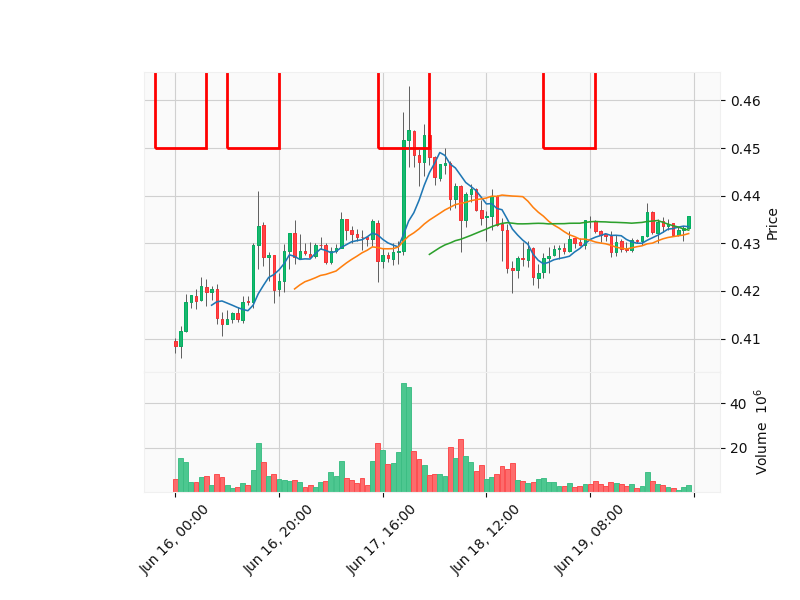 0.46
0.45
0.44
0.43
0.42
0.41
Price
40
20
Volume 10^6
Jun 16, 00:00
Jun 16, 20:00
Jun 17, 16:00
Jun 18, 12:00
Jun 19, 08:00